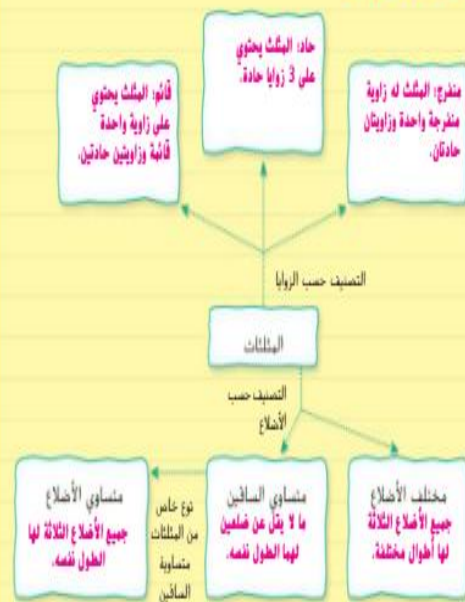 حاد: المثلث يحتوي
على 3 زوايا حادة.
منفرج: المثلث له زاوية
منفرجة واحدة وزاويتان
حادتان.
قائم: المثلث يحتوي
على زاوية واحدة
قائمة وزاويتين حادتين.
التصنيف حسب الزوايا
المثلثات
التصنيف حسب
الأضلاع
مختلف الأضلاع
جميع الأضلاع الثلاثة
لها أطوال مختلفة.
متساوي الساقين
ما لا يقل عن ضلعين
لهما الطول نفسه.
نوع خاص
من المثلثات
متساوية
الساقين
متساوي الأضلاع
جميع الأضلاع الثلاثة لها
الطول نفسه.